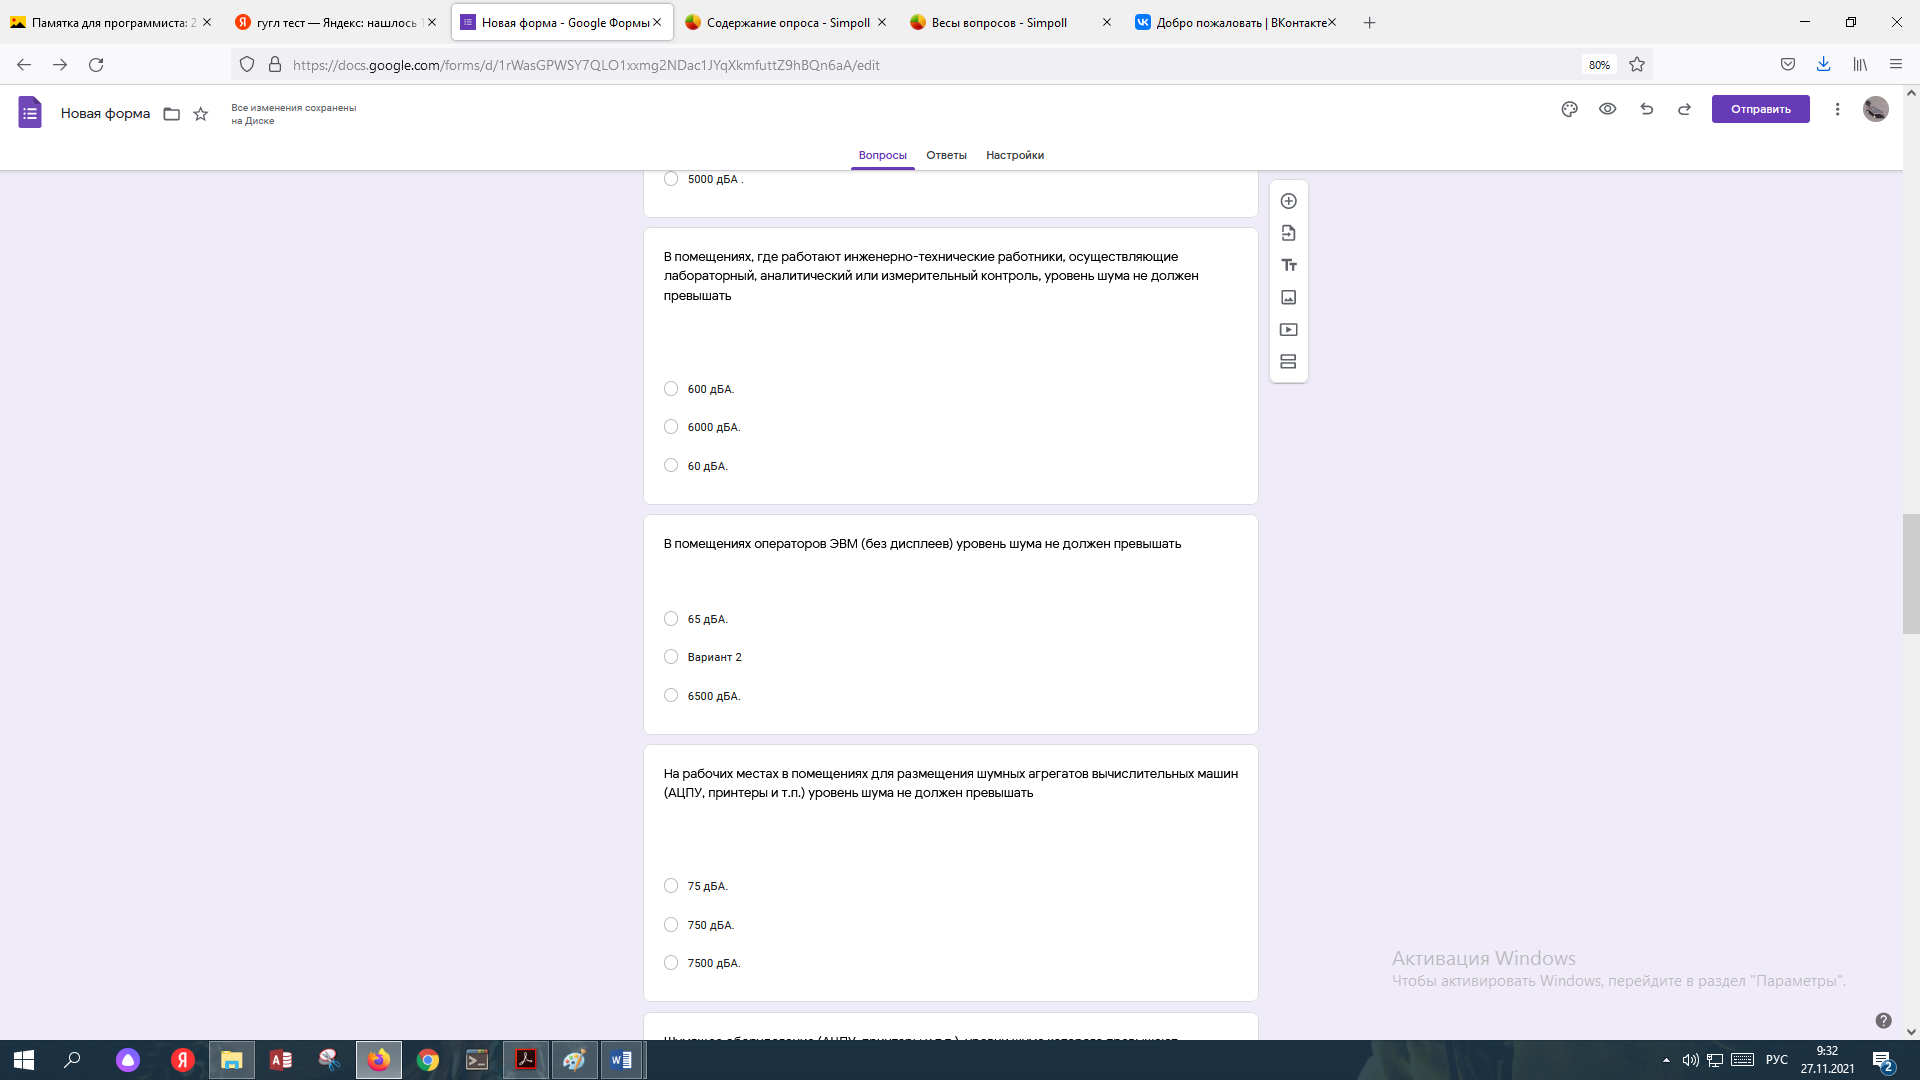 Памятка для программиста: 2
гугл тест — Яндекс: нашлось 1
Новая форма - Google Формы
Содержание опроса - Simpoll
Весы вопросов - Simpoll
Добро пожаловать | ВКонтакте
https://docs.google.com/forms/d/1rWasGPWSY7QLO1xxmg2NDac1JYqXkmfuttZ9hBQn6aA/edit
80%
Новая форма
Все изменения сохранены
на Диске
Отправить
Вопросы Ответы Настройки
5000 дБА .
В помещениях, где работают инженерно-технические работники, осуществляющие
лабораторный, аналитический или измерительный контроль, уровень шума не должен
превышать
600 дБА.
6000 дБА.
60 дБА.
В помещениях операторов ЭВМ (без дисплеев) уровень шума не должен превышать
65 дБА.
Вариант 2
6500 дБА.
На рабочих местах в помещениях для размещения шумных агрегатов вычислительных машин
(АЦПУ, принтеры и т.п.) уровень шума не должен превышать
75 дБА.
750 дБА.
7500 дБА.
Активация Windows
Чтобы активировать Windows, перейдите в раздел "Параметры".
РУС
9:32
27.11.2021
2